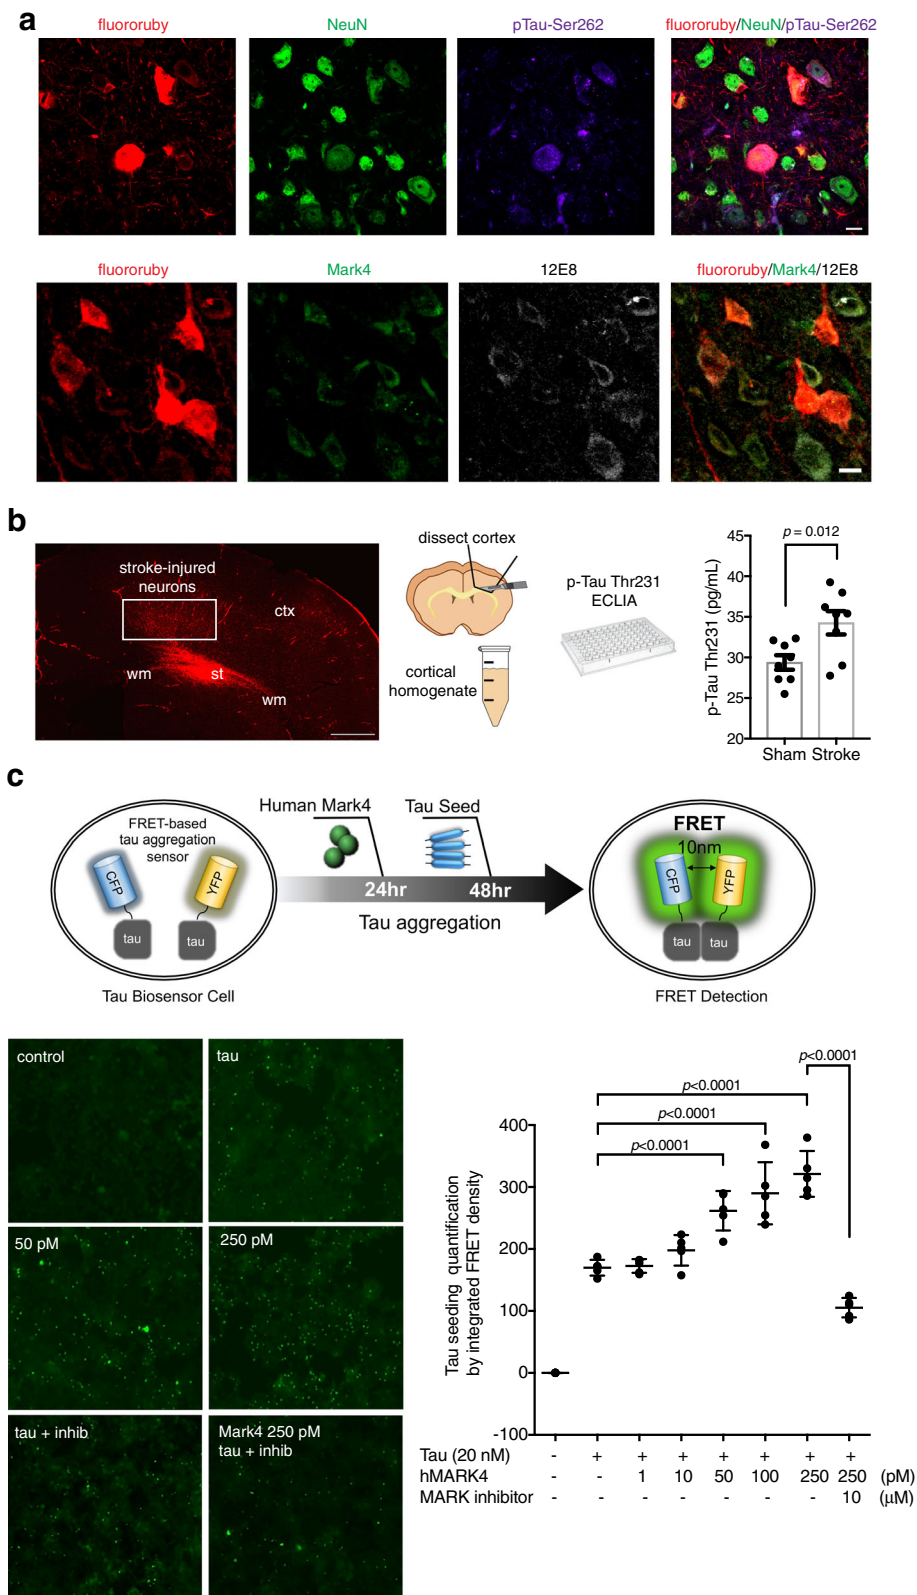 a
fluororuby NeuN pTau-Ser262 fluororuby/NeuN/pTau-Ser262
fluororuby Mark4 12E8 fluororuby/Mark4/12E8
b
stroke-injured
neurons
ctx
wm st
wm
dissect cortex
cortical
homogenate
p-Tau Thr231
ECLIA
p = 0.012
p-Tau Thr231 (pg/mL)
45
40
35
30
25
20
Sham Stroke
c
FRET-based
tau aggregation
sensor
CFP YFP
tau tau
Tau Biosensor Cell
Human Mark4 Tau Seed
24hr 48hr
Tau aggregation
FRET
10nm
CFP YFP
tau tau
FRET Detection
control tau
50 pM 250 pM
tau + inhib Mark4 250 pM
tau + inhib
p<0.0001
p<0.0001
p<0.0001
p<0.0001
Tau seeding quantification
by integrated FRET density
400
300
200
100
0
-100
Tau (20 nM) - + + + + + + +
hMARK4 - - 1 10 50 100 250 250 (pM)
MARK inhibitor - - - - - - - 10 (μM)